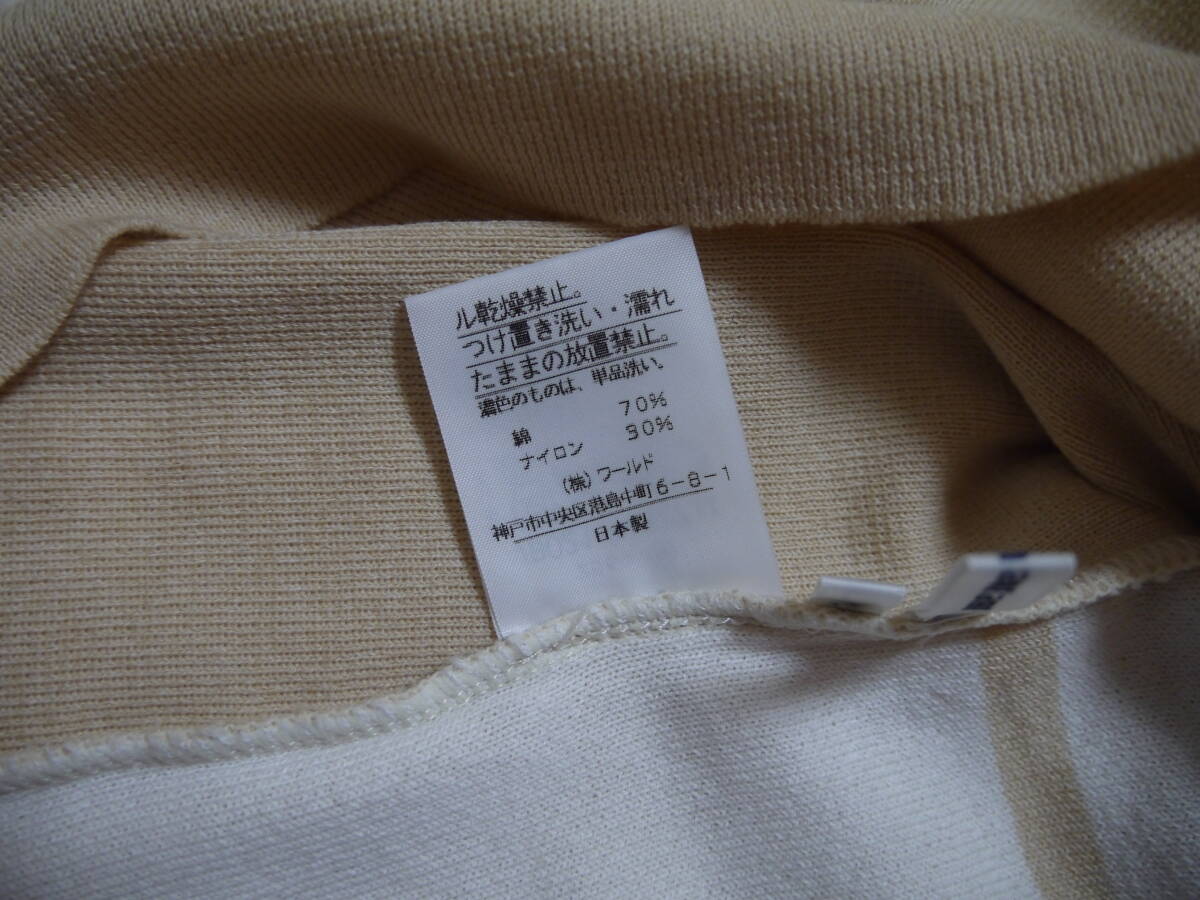 ル乾燥禁止。
つけ置き洗い・濡れ
たままの放置禁止。
濃色のものは、単品洗い。
綿 70%
ナイロン 30%
(株)ワールド
神戸市中央区港島中町6-8-1
日本製